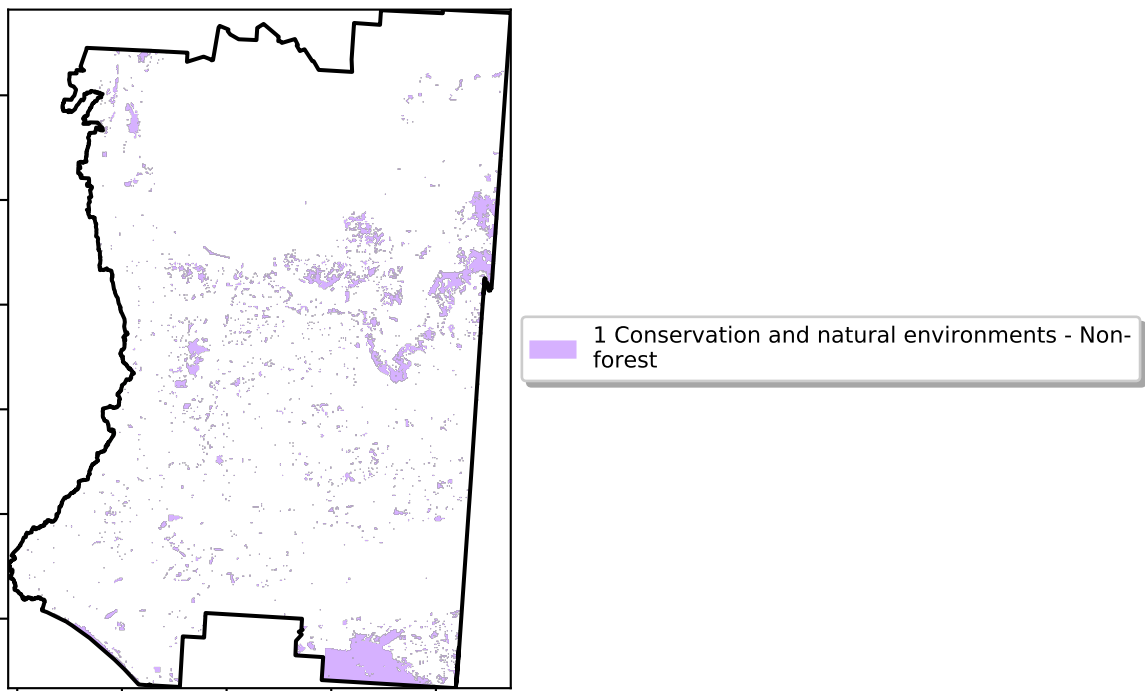 1 Conservation and natural environments - Non-
forest